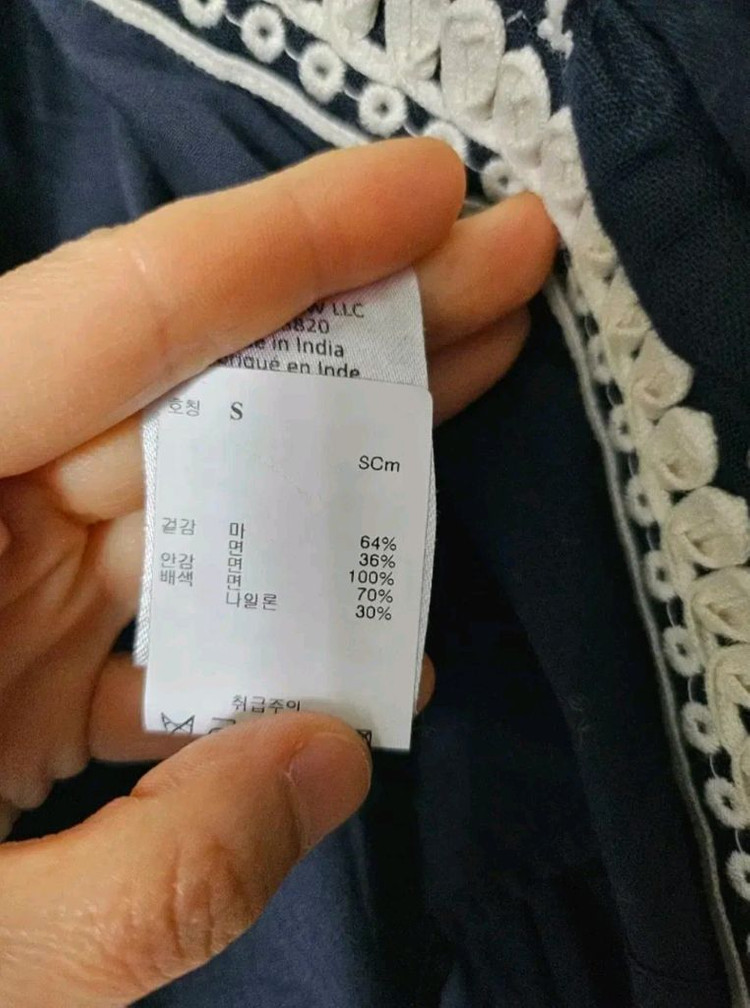 LLC
820
in India
en Inde
호칭 S
SCm
겉감 마 64%
면 36%
안감 면 100%
배색 면 70%
나일론 30%
취급주의